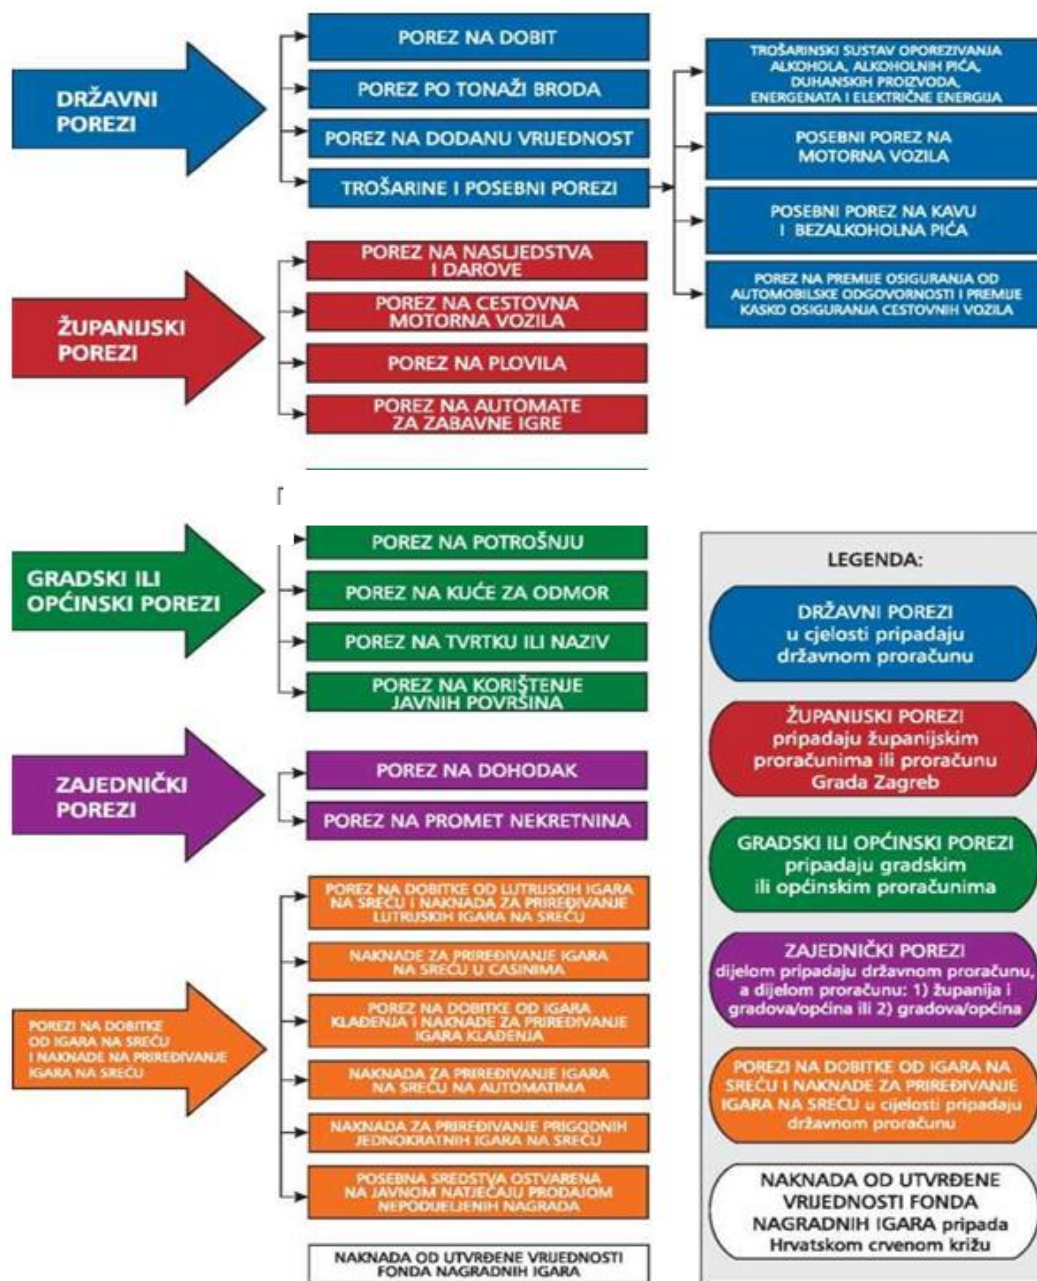 DRŽAVNI
POREZI
POREZ NA DOBIT
POREZ PO TONAŽI BRODA
POREZ NA DODANU VRIJEDNOST
TROŠARINE I POSEBNI POREZI
TROŠARINSKI SUSTAV OPOREZIVANJA
ALKOHOLA, ALKOHOLNIH PIĆA,
DUHANSKIH PROIZVODA,
ENERGENATA I ELEKTRIČNE ENERGIJA
POSEBNI POREZ NA
MOTORNA VOZILA
POSEBNI POREZ NA KAVU
I BEZALKOHOLNA PIĆA
POREZ NA PREMIJE OSIGURANJA OD
AUTOMOBILSKE ODGOVORNOSTI I PREMIJE
KASKO OSIGURANJA CESTOVNIH VOZILA
ŽUPANIJSKI
POREZI
POREZ NA NASLJEDSTVA
I DAROVE
POREZ NA CESTOVNA
MOTORNA VOZILA
POREZ NA PLOVILA
POREZ NA AUTOMATE
ZA ZABAVNE IGRE
GRADSKI ILI
OPĆINSKI POREZI
POREZ NA POTROŠNJU
POREZ NA KUĆE ZA ODMOR
POREZ NA TVRTKU ILI NAZIV
POREZ NA KORIŠTENJE
JAVNIH POVRŠINA
ZAJEDNIČKI
POREZI
POREZ NA DOHODAK
POREZ NA PROMET NEKRETNINA
POREZI NA DOBITKE
OD IGARA NA SREĆU
I NAKNADE NA PRIREĐIVANJE
IGARA NA SREĆU
POREZ NA DOBITKE OD LUTRIJSKIH IGARA
NA SREĆU I NAKNADA ZA PRIREĐIVANJE
LUTRIJSKIH IGARA NA SREĆU
NAKNADE ZA PRIREĐIVANJE IGARA
NA SREĆU U CASINIMA
POREZ NA DOBITKE OD IGARA
KLAĐENJA I NAKNADE ZA PRIREĐIVANJE
IGARA KLAĐENJA
NAKNADA ZA PRIREĐIVANJE IGARA
NA SREĆU NA AUTOMATIMA
NAKNADA ZA PRIREĐIVANJE PRIGODNIH
JEDNOKRATNIH IGARA NA SREĆU
POSEBNA SREDSTVA OSTVARENA
NA JAVNOM NATJEČAJU PRODAJOM
NEPODIJELJENIH NAGRADA
NAKNADA OD UTVRĐENE VRIJEDNOSTI
FONDA NAGRADNIH IGARA
LEGENDA:
DRŽAVNI POREZI
u cjelosti pripadaju
državnom proračunu
ŽUPANIJSKI POREZI
pripadaju županijskim
proračunima ili proračunu
Grada Zagreb
GRADSKI ILI OPĆINSKI POREZI
pripadaju gradskim
ili općinskim proračunima
ZAJEDNIČKI POREZI
dijelom pripadaju državnom proračunu,
a dijelom proračunu: 1) županija i
gradova/općina ili 2) gradova/općina
POREZI NA DOBITKE OD IGARA NA
SREĆU I NAKNADE ZA PRIREĐIVANJE
IGARA NA SREĆU u cijelosti pripadaju
državnom proračunu
NAKNADA OD UTVRĐENE
VRIJEDNOSTI FONDA
NAGRADNIH IGARA pripada
Hrvatskom crvenom križu